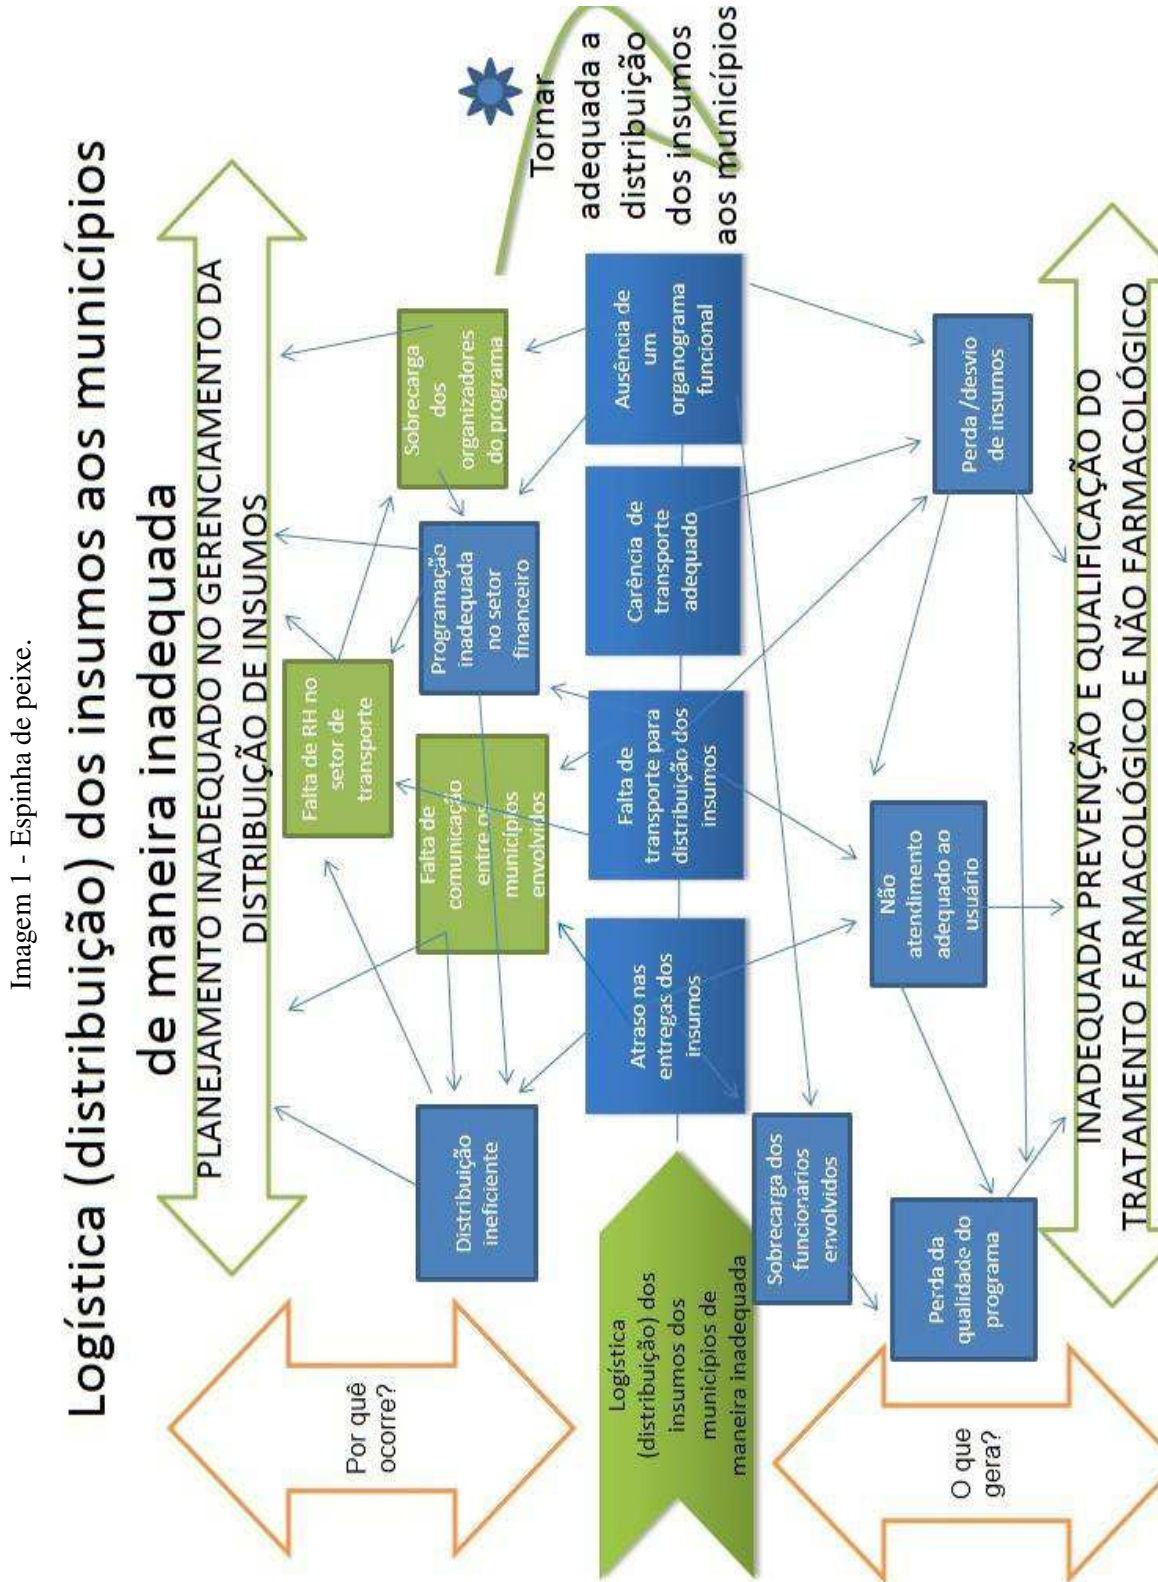 Imagem 1 - Espinha de peixe.
Logística (distribuição) dos insumos aos municípios
de maneira inadequada
PLANEJAMENTO INADEQUADO NO GERENCIAMENTO DA
DISTRIBUIÇÃO DE INSUMOS
Por quê
ocorre?
Distribuição
ineficiente
Falta de
comunicação
entre os
municípios
envolvidos
Falta de RH no
setor de
transporte
Programação
inadequada
no setor
financeiro
Sobrecarga
dos
organizadores
do programa
Logística
(distribuição) dos
insumos dos
municípios de
maneira inadequada
Atraso nas
entregas dos
insumos
Falta de
transporte para
distribuição dos
insumos
Carência de
transporte
adequado
Ausência de
um
organograma
funcional
Tornar
adequada a
distribuição
dos insumos
aos municípios
O que
gera?
Sobrecarga dos
funcionários
envolvidos
Perda da
qualidade do
programa
Não
atendimento
adequado ao
usuário
Perda /desvio
de insumos
INADEQUADA PREVENÇÃO E QUALIFICAÇÃO DO
TRATAMENTO FARMACOLÓGICO E NÃO FARMACOLÓGICO